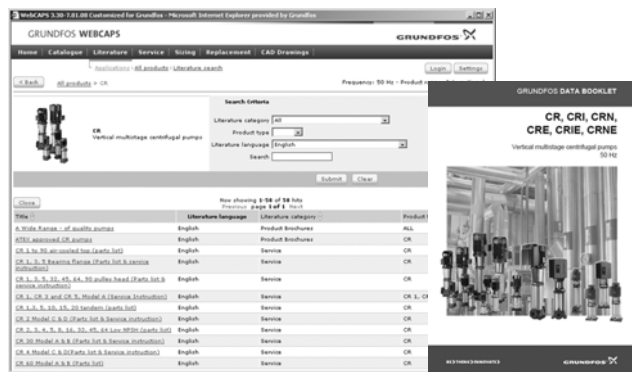 WebCAPS 3.30-7.01.08 Customized for Grundfos - Microsoft Internet Explorer provided by Grundfos
GRUNDFOS WEBCAPS
GRUNDFOS
Home Catalogue Literature Service Sizing Replacement CAD Drawings
Applications All products Literature search
Login Settings
< Back All products > CR
Frequency: 50 Hz - Product
CR
Vertical multistage centrifugal pumps
Search Criteria
Literature category All
Product type
Literature language English
Search
Submit Clear
Close
Now showing 1-58 of 58 hits
Previous page 1 of 1 Next
Title Literature language Literature category Product
A Wide Range - of quality pumps English Product Brochures ALL
ATEX approved CR pumps English Product Brochures CR
CR 1 to 90 air-cooled top (parts list) English Service CR
CR 1, 3, 5 Bearing flange (Parts list & service instruction) English Service CR
CR 1, 3, 5, 32, 45, 64, 90 pulley head (Parts list & service instruction) English Service CR
CR 1, CR 3 and CR 5, Model A (Service Instruction) English Service CR 1, CR
CR 1,3, 5, 10, 15, 20 tandem (parts list) English Service CR
CR 2 Model C & D (Parts list & Service instruction) English Service CR
CR 2, 3, 4, 5, 8, 16, 32, 45, 64 Low NPSH (parts list) English Service CR
CR 30 Model A & B (Parts list & Service instruction) English Service CR
CR 4 Model C & D(Parts list & Service instruction) English Service CR
CR 60 Model A & B (Parts list) English Service CR
GRUNDFOS DATA BOOKLET
CR, CRI, CRN,
CRE, CRIE, CRNE
Vertical multistage centrifugal pumps
50 Hz
BE > THINK > INNOVATE >
GRUNDFOS